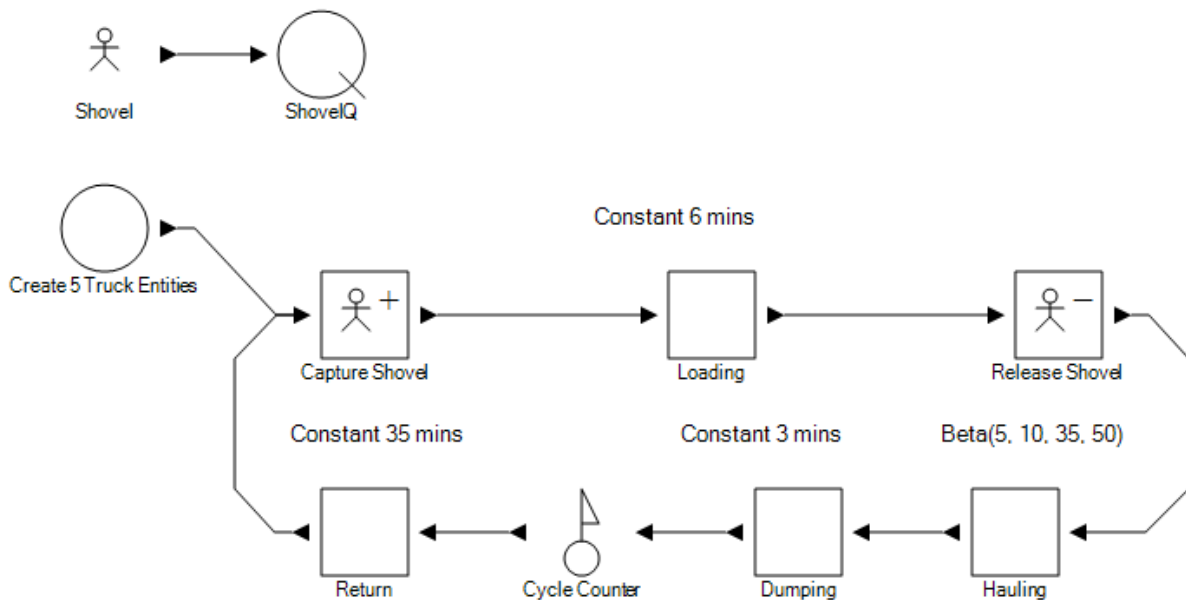 Shovel
ShovelQ
Constant 6 mins
Create 5 Truck Entities
Capture Shovel
Loading
Release Shovel
Constant 35 mins
Constant 3 mins
Beta(5, 10, 35, 50)
Return
Cycle Counter
Dumping
Hauling